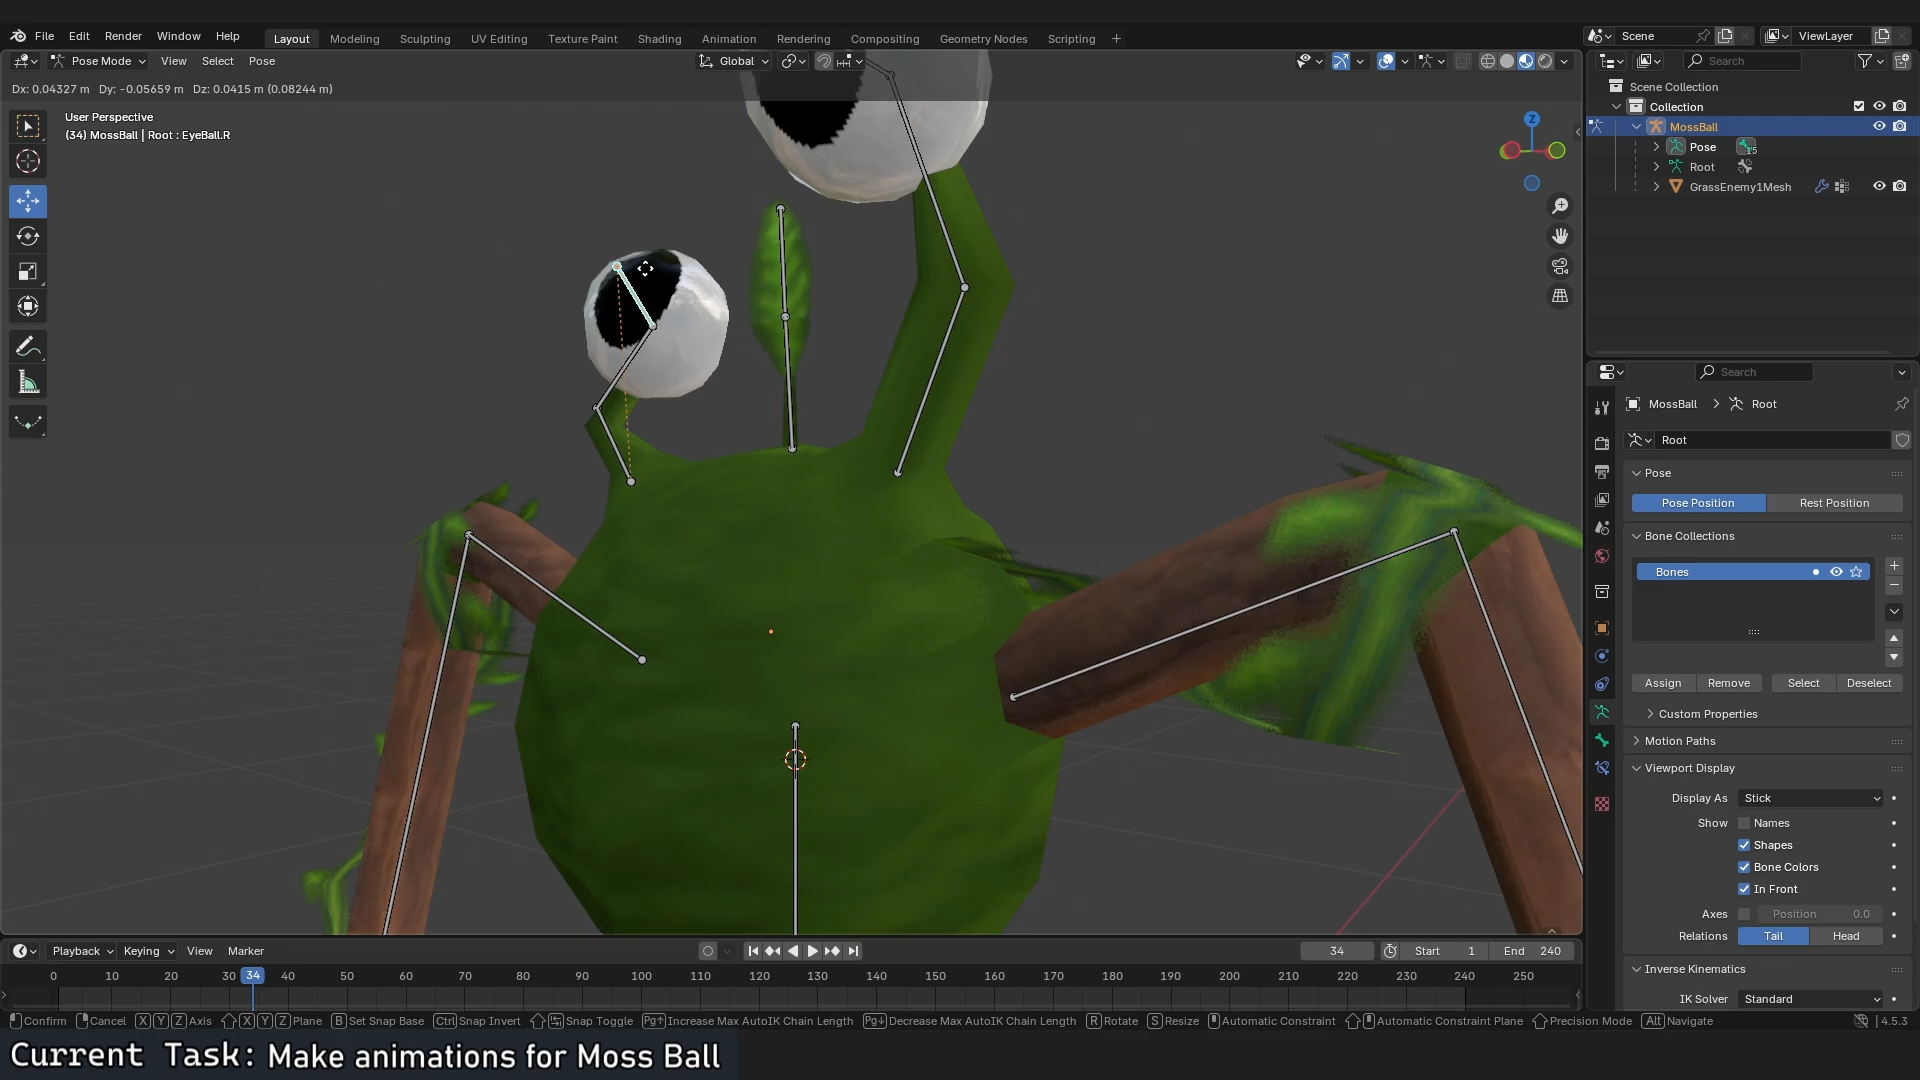 File Edit Render Window Help Layout Modeling Sculpting UV Editing Texture Paint Shading Animation Rendering Compositing Geometry Nodes Scripting Scene ViewLayer
Pose Mode View Select Pose Global Search
Dx: 0.04327 m Dy: -0.05659 m Dz: 0.0415 m (0.08244 m)
Scene Collection
Collection
User Perspective
(34) MossBall | Root : EyeBall.R
MossBall
Z
Pose 15
Root
GrassEnemy1Mesh
Search
MossBall Root
Root
Pose
Pose Position Rest Position
Bone Collections
Bones
Assign Remove Select Deselect
Custom Properties
Motion Paths
Viewport Display
Display As Stick
Show Names
Shapes
Bone Colors
In Front
Axes Position 0.0
Relations Tail Head
Inverse Kinematics
IK Solver Standard
Playback Keying View Marker 34 Start 1 End 240
0 10 20 30 34 40 50 60 70 80 90 100 110 120 130 140 150 160 170 180 190 200 210 220 230 240 250
Confirm Cancel X Y Z Axis X Y Z Plane B Set Snap Base Ctrl Snap Invert Snap Toggle Pg↑ Increase Max AutoIK Chain Length Pg↓ Decrease Max AutoIK Chain Length R Rotate S Resize Automatic Constraint Automatic Constraint Plane Precision Mode Alt Navigate 4.5.3
Current Task: Make animations for Moss Ball